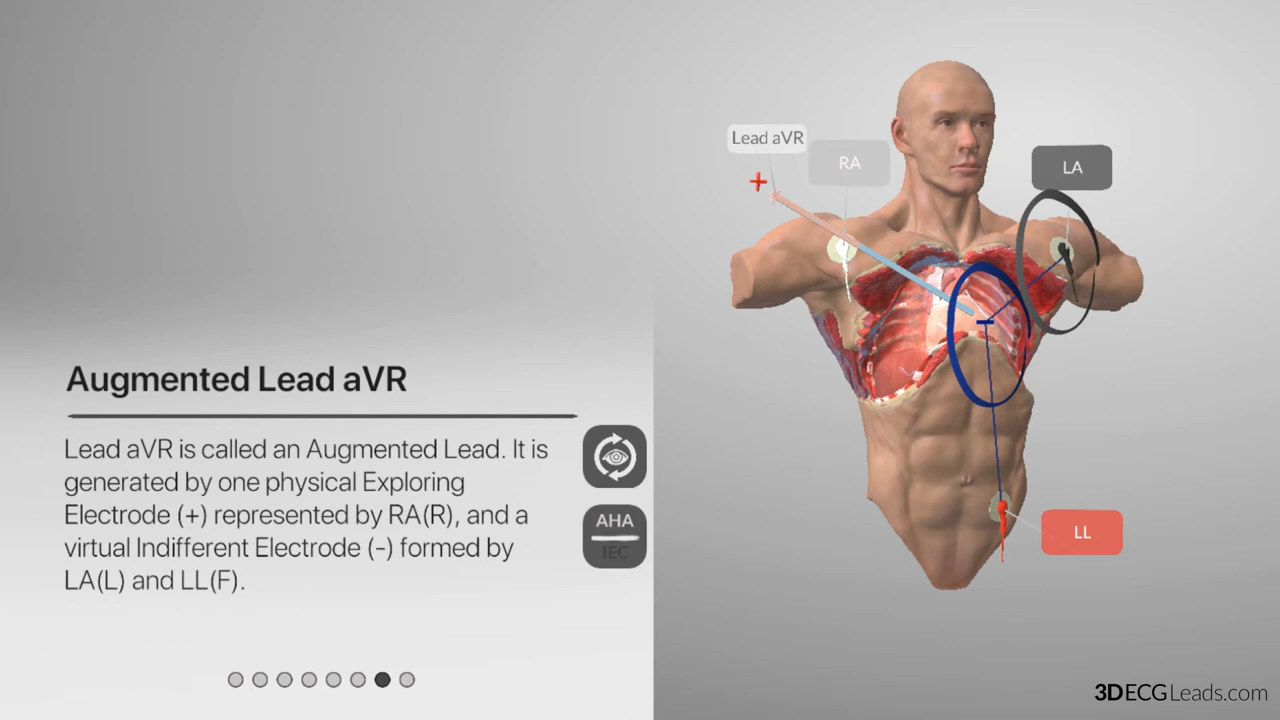 Augmented Lead aVR
Lead aVR is called an Augmented Lead. It is
generated by one physical Exploring
Electrode (+) represented by RA(R), and a
virtual Indifferent Electrode (-) formed by
LA(L) and LL(F).
AHA
IEC
Lead aVR
+
RA
LA
LL
3DECGLeads.com